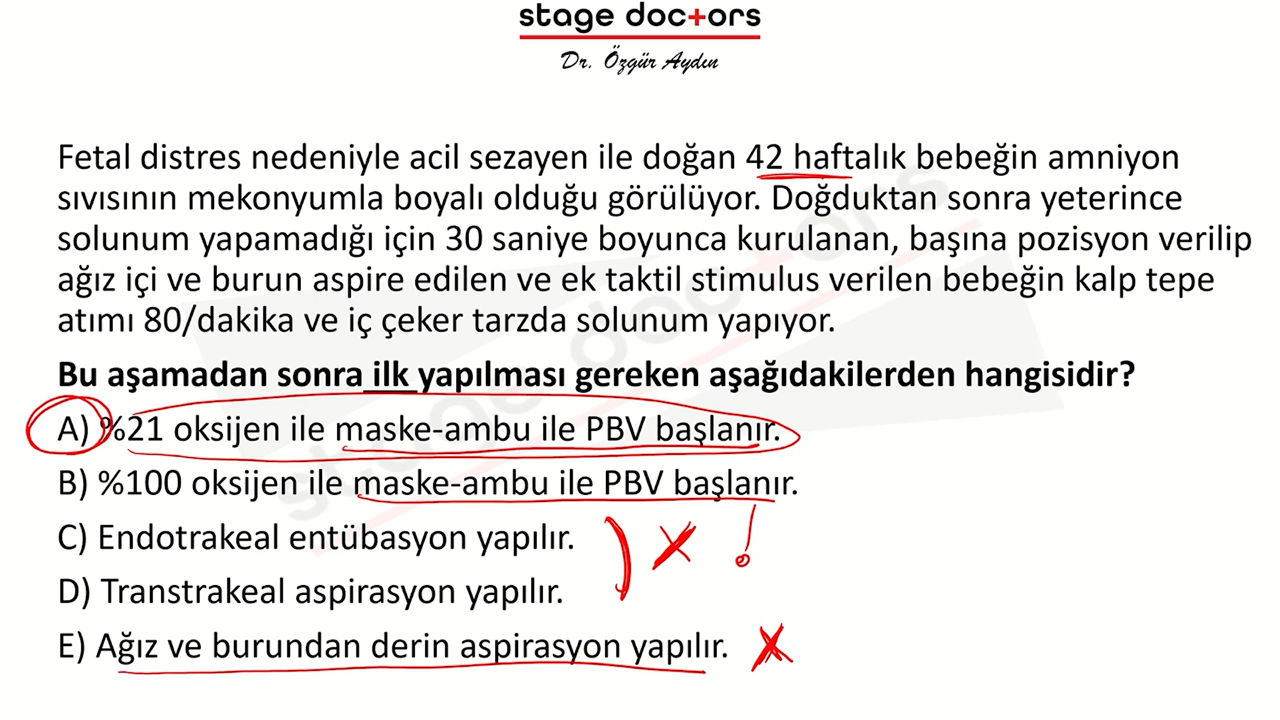 stage doctors
Dr. Özgür Aydın
Fetal distres nedeniyle acil sezayen ile doğan 42 haftalık bebeğin amniyon
sıvısının mekonyumla boyalı olduğu görülüyor. Doğduktan sonra yeterince
solunum yapamadığı için 30 saniye boyunca kurulanan, başına pozisyon verilip
ağız içi ve burun aspire edilen ve ek taktil stimulus verilen bebeğin kalp tepe
atımı 80/dakika ve iç çeker tarzda solunum yapıyor.
Bu aşamadan sonra ilk yapılması gereken aşağıdakilerden hangisidir?
A) %21 oksijen ile maske-ambu ile PBV başlanır.
B) %100 oksijen ile maske-ambu ile PBV başlanır.
C) Endotrakeal entübasyon yapılır.
D) Transtrakeal aspirasyon yapılır.
E) Ağız ve burundan derin aspirasyon yapılır.